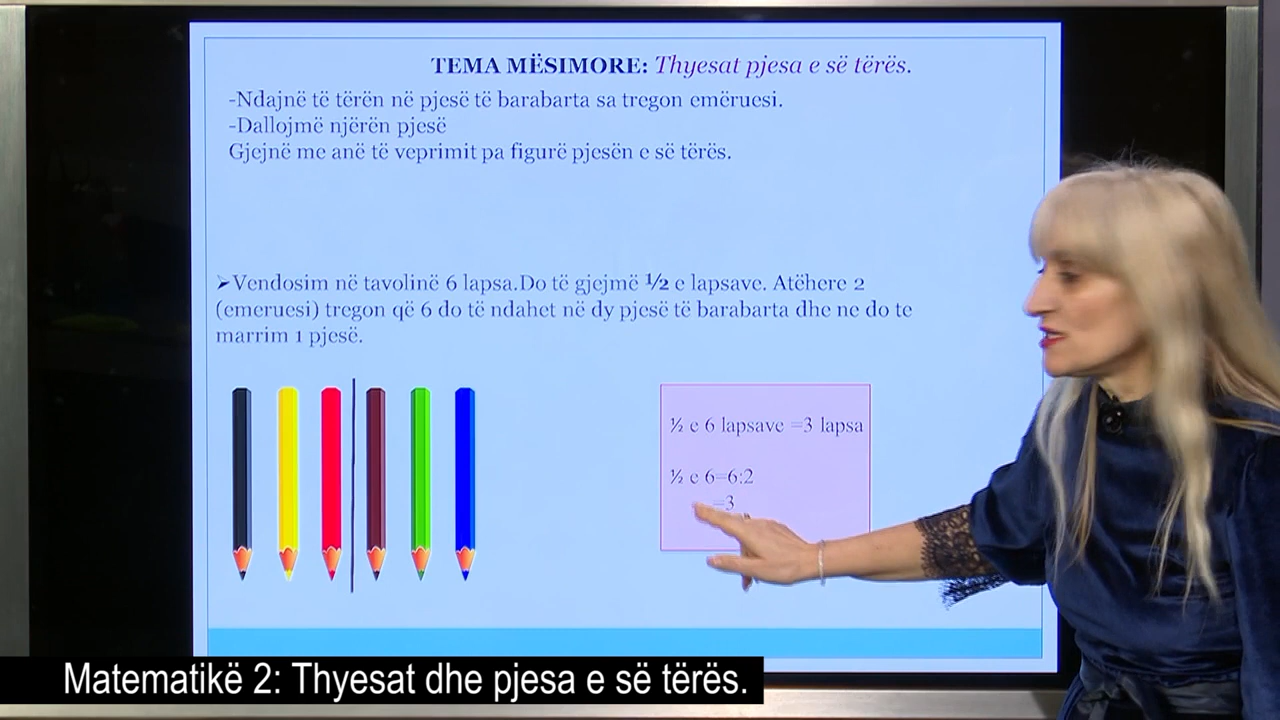 TEMA MËSIMORE: Thyesat pjesa e së tërës.
-Ndajnë të tërën në pjesë të barabarta sa tregon emëruesi.
-Dallojmë njërën pjesë
Gjejnë me anë të veprimit pa figurë pjesën e së tërës.
➢Vendosim në tavolinë 6 lapsa.Do të gjejmë ½ e lapsave. Atëhere 2
(emeruesi) tregon që 6 do të ndahet në dy pjesë të barabarta dhe ne do te
marrim 1 pjesë.
½ e 6 lapsave =3 lapsa
½ e 6=6:2
=3
Matematikë 2: Thyesat dhe pjesa e së tërës.